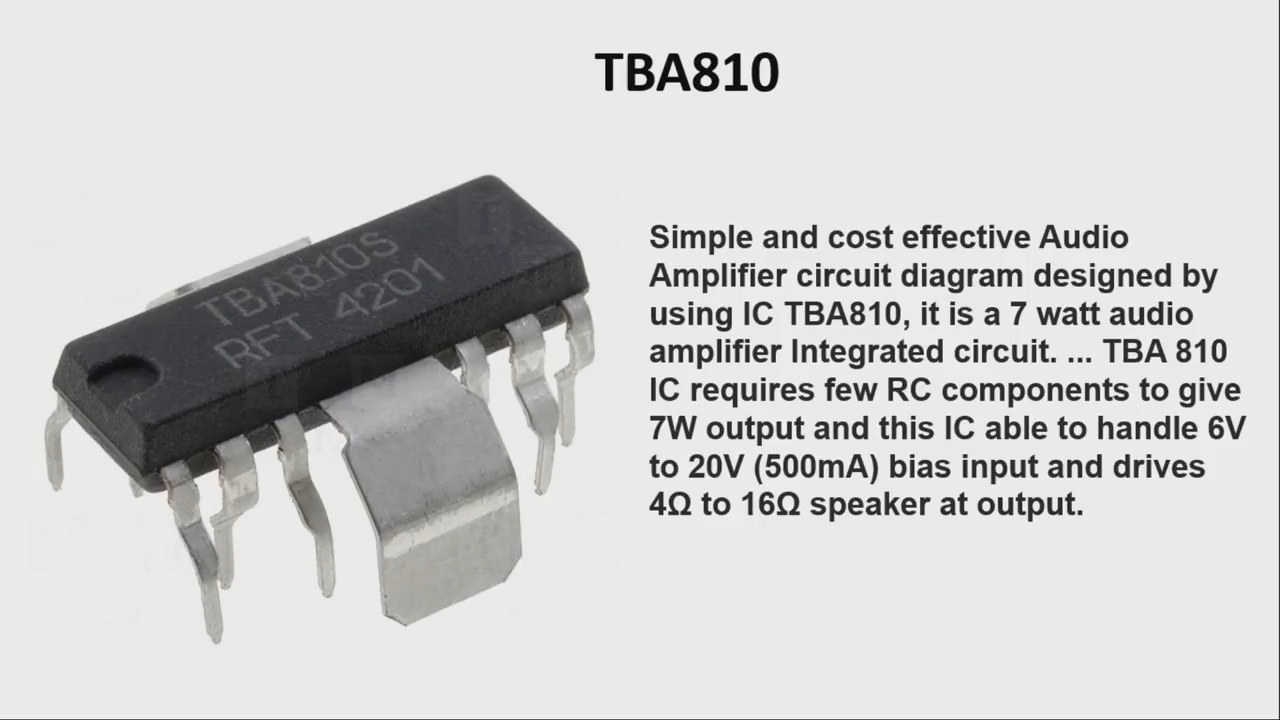 TBA810
TBA810S
RFT 4201
Simple and cost effective Audio
Amplifier circuit diagram designed by
using IC TBA810, it is a 7 watt audio
amplifier Integrated circuit. ... TBA 810
IC requires few RC components to give
7W output and this IC able to handle 6V
to 20V (500mA) bias input and drives
4Ω to 16Ω speaker at output.